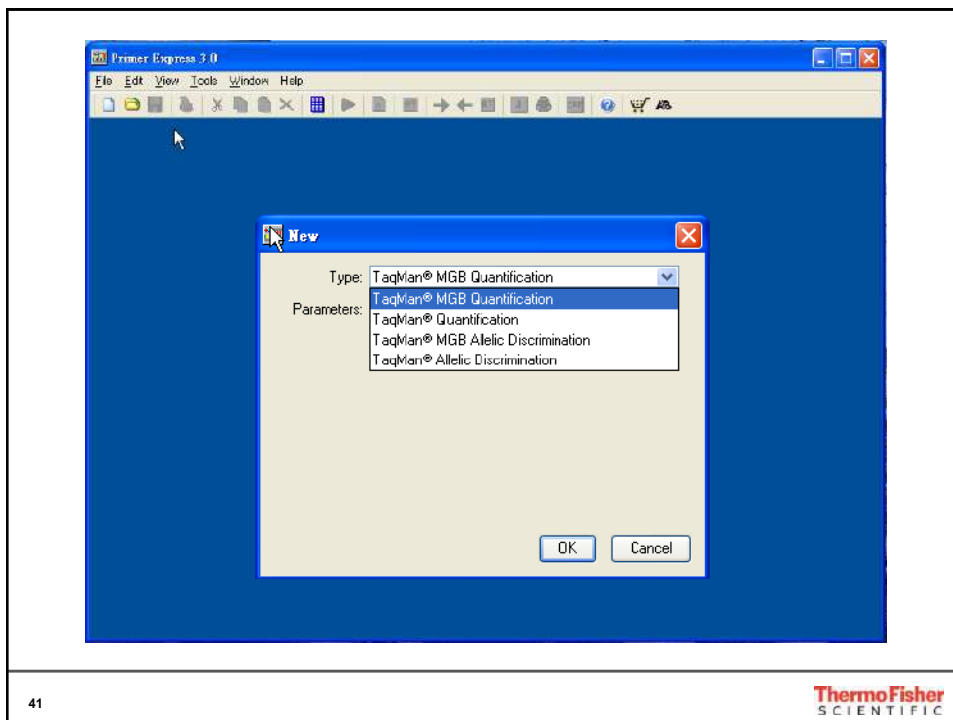 Primer Express 3.0
File Edit View Tools Window Help
New
Type: TaqMan® MGB Quantification
Parameters:
TaqMan® MGB Quantification
TaqMan® Quantification
TaqMan® MGB Allelic Discrimination
TaqMan® Allelic Discrimination
OK Cancel
41
ThermoFisher
SCIENTIFIC